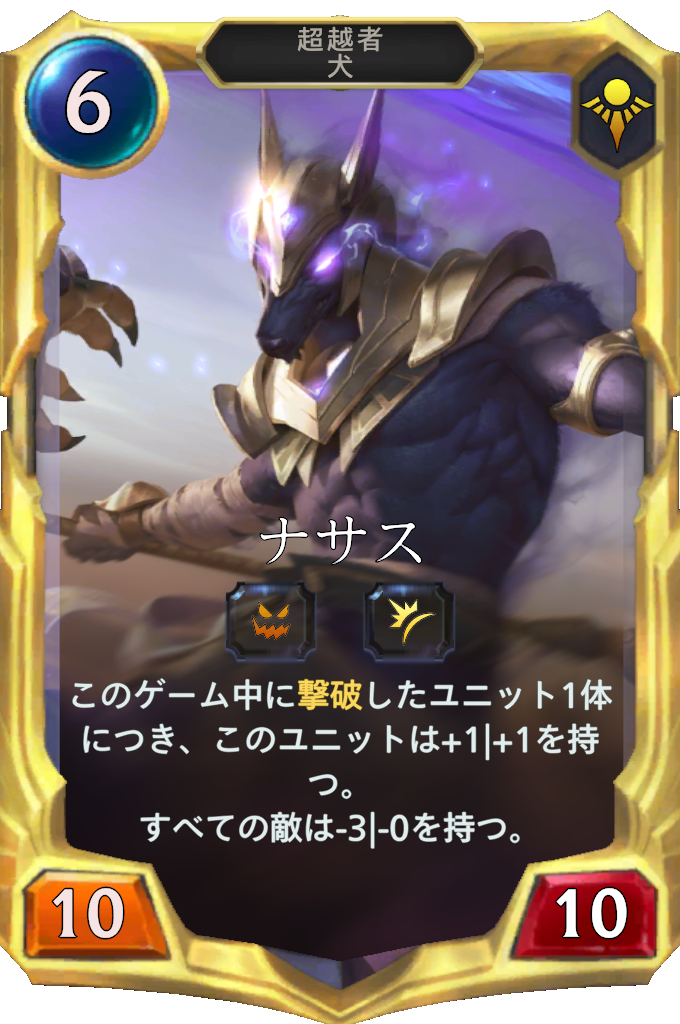 超越者
犬
6
ナサス
このゲーム中に撃破したユニット1体
につき、このユニットは+1|+1を持
つ。
すべての敵は-3|-0を持つ。
10
10